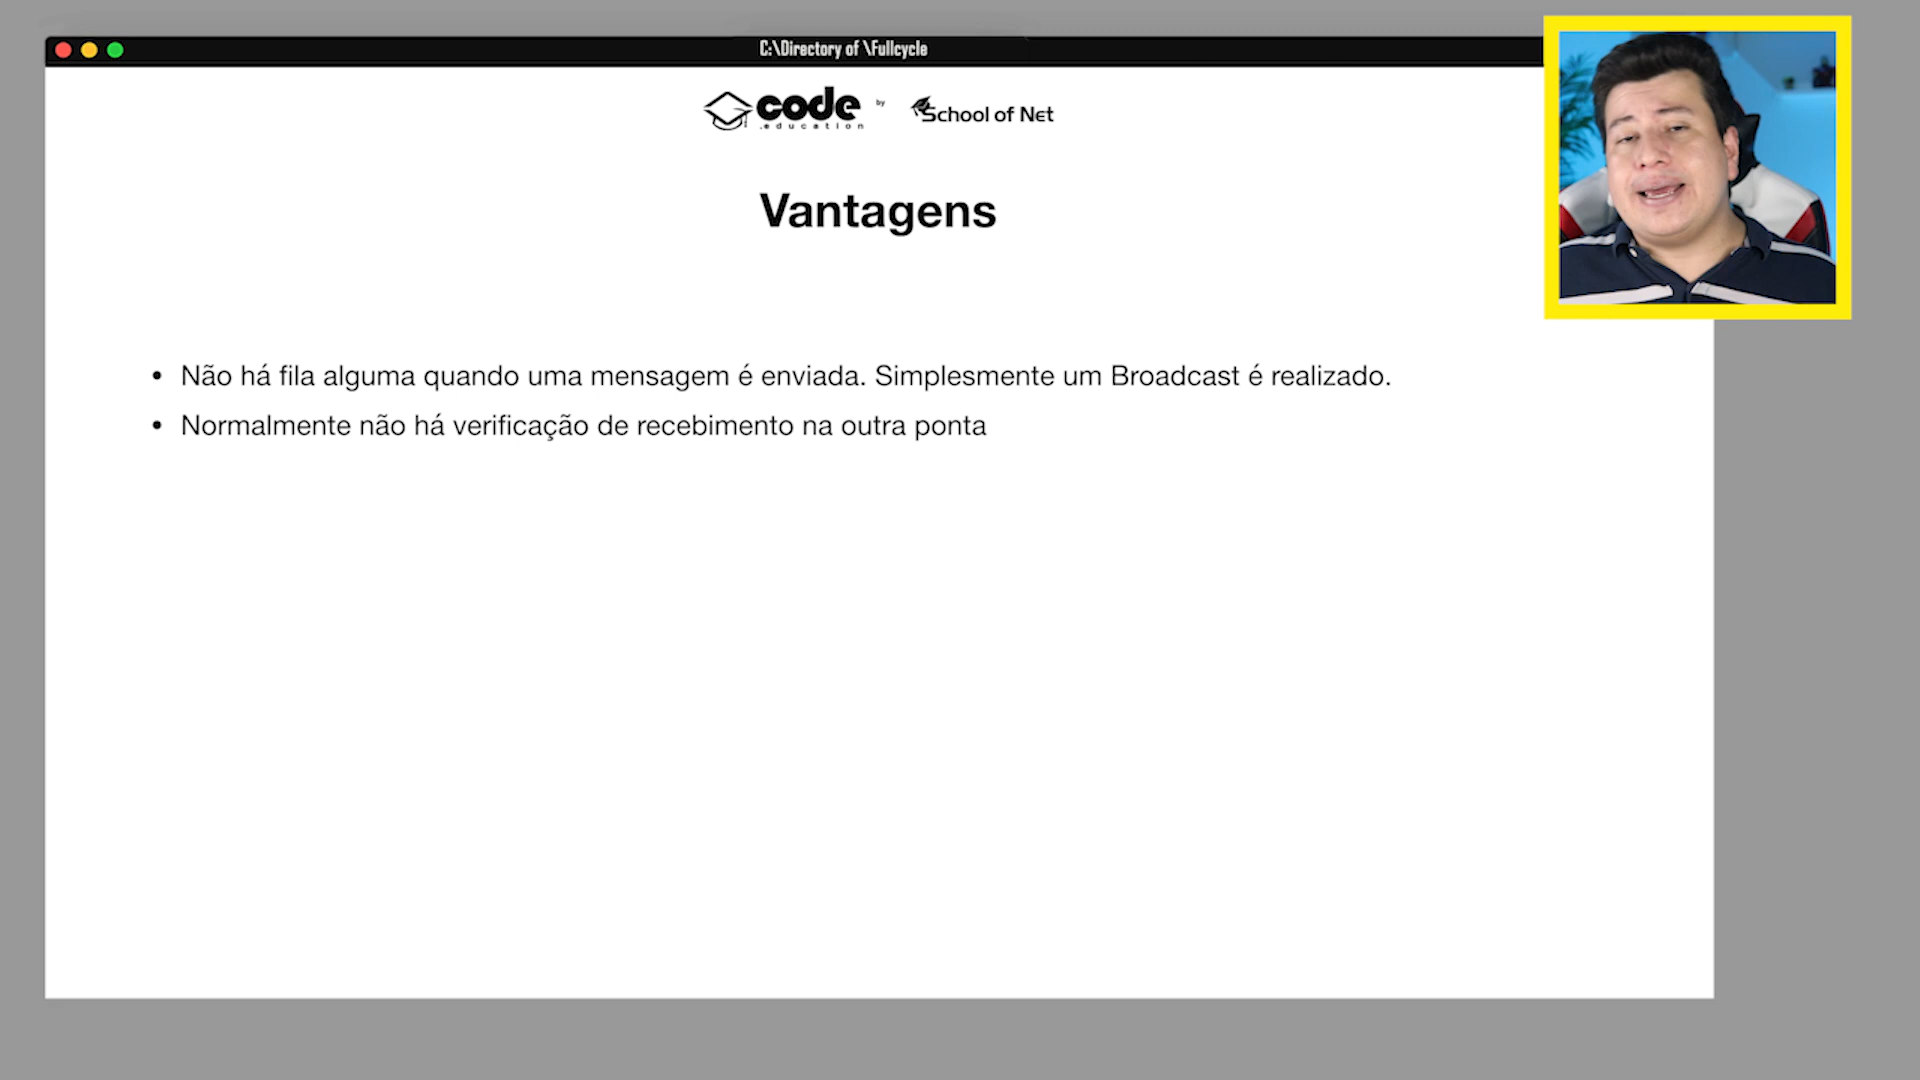 C:\Directory of \Fullcycle
code by School of Net
.education
Vantagens
• Não há fila alguma quando uma mensagem é enviada. Simplesmente um Broadcast é realizado.
• Normalmente não há verificação de recebimento na outra ponta